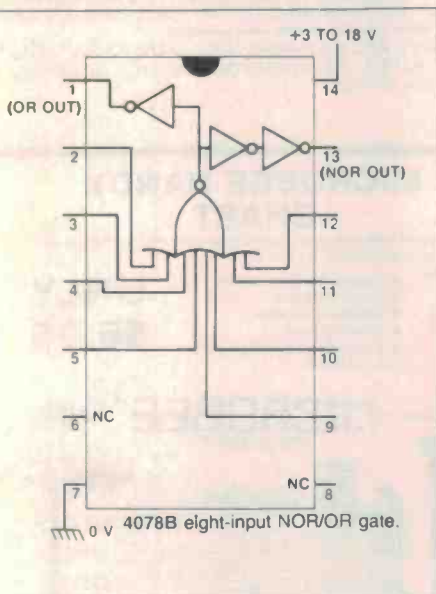 +3 TO 18 V
1
14
(OR OUT)
2
13
(NOR OUT)
3
12
4
11
5
10
6 NC
9
7
NC 8
0 V
4078B eight-input NOR/OR gate.